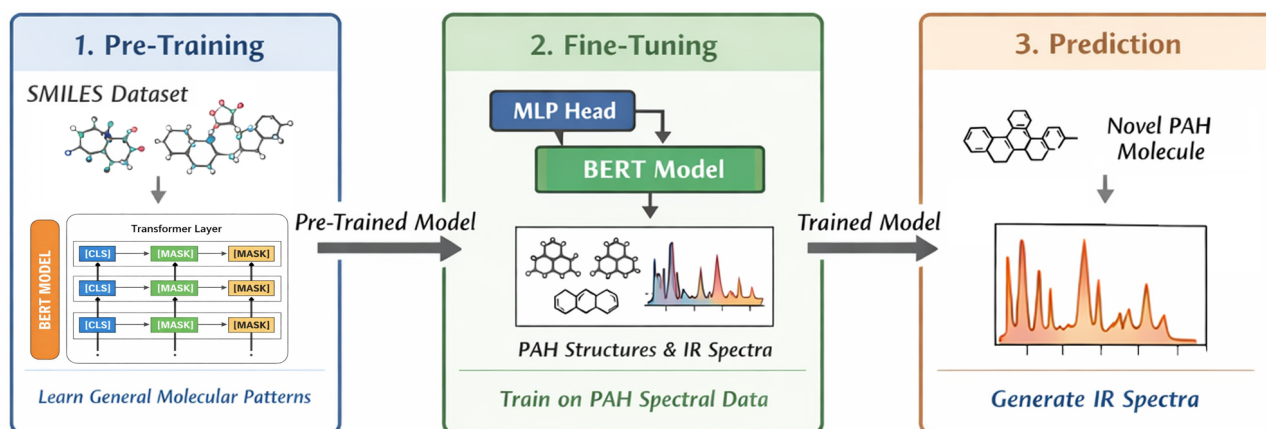 1. Pre-Training
SMILES Dataset
BERT MODEL
Transformer Layer
[CLS] [MASK] [MASK]
[CLS] [MASK] [MASK]
[CLS] [MASK] [MASK]
Learn General Molecular Patterns
Pre-Trained Model
2. Fine-Tuning
MLP Head
BERT Model
PAH Structures & IR Spectra
Train on PAH Spectral Data
Trained Model
3. Prediction
Novel PAH
Molecule
Generate IR Spectra